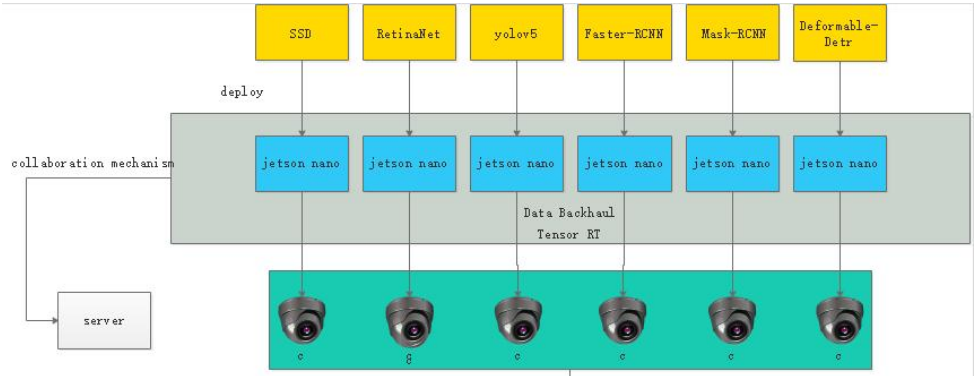 SSD
RetinaNet
yolov5
Faster-RCNN
Mask-RCNN
Deformable-
Detr
deploy
collaboration mechanism
jetson nano
jetson nano
jetson nano
jetson nano
jetson nano
jetson nano
Data Backhaul
Tensor RT
server
c
g
c
c
c
c